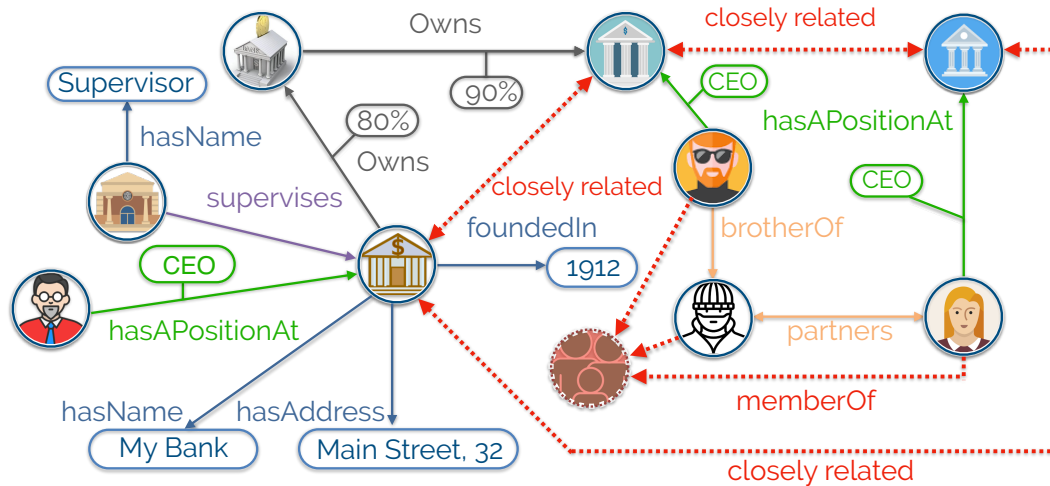 closely related
Owns
90%
CEO
Supervisor
80%
hasAPositionAt
hasName
Owns
closely related
CEO
supervises
foundedIn
brotherOf
CEO
1912
hasAPositionAt
partners
memberOf
hasName
hasAddress
My Bank
Main Street, 32
closely related